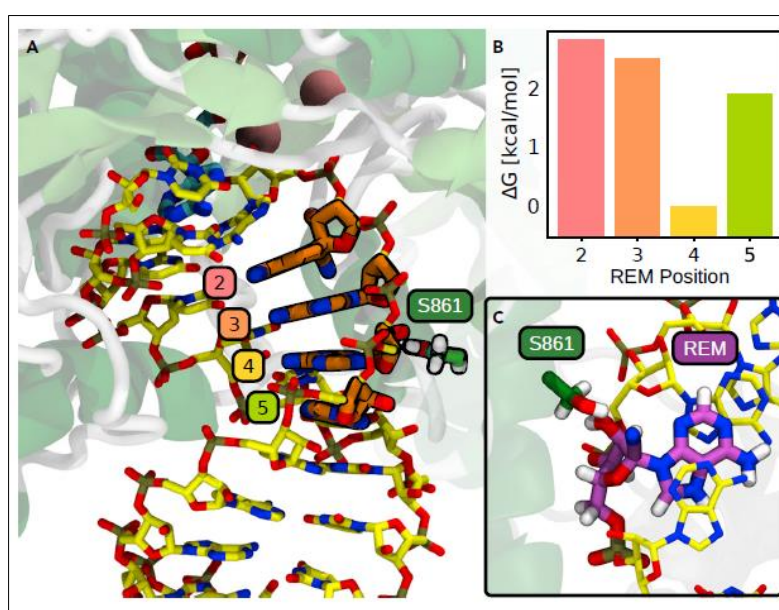 A
2
3
4
5
S861
B
ΔG [kcal/mol]
2
1
0
2 3 4 5
REM Position
C
S861
REM